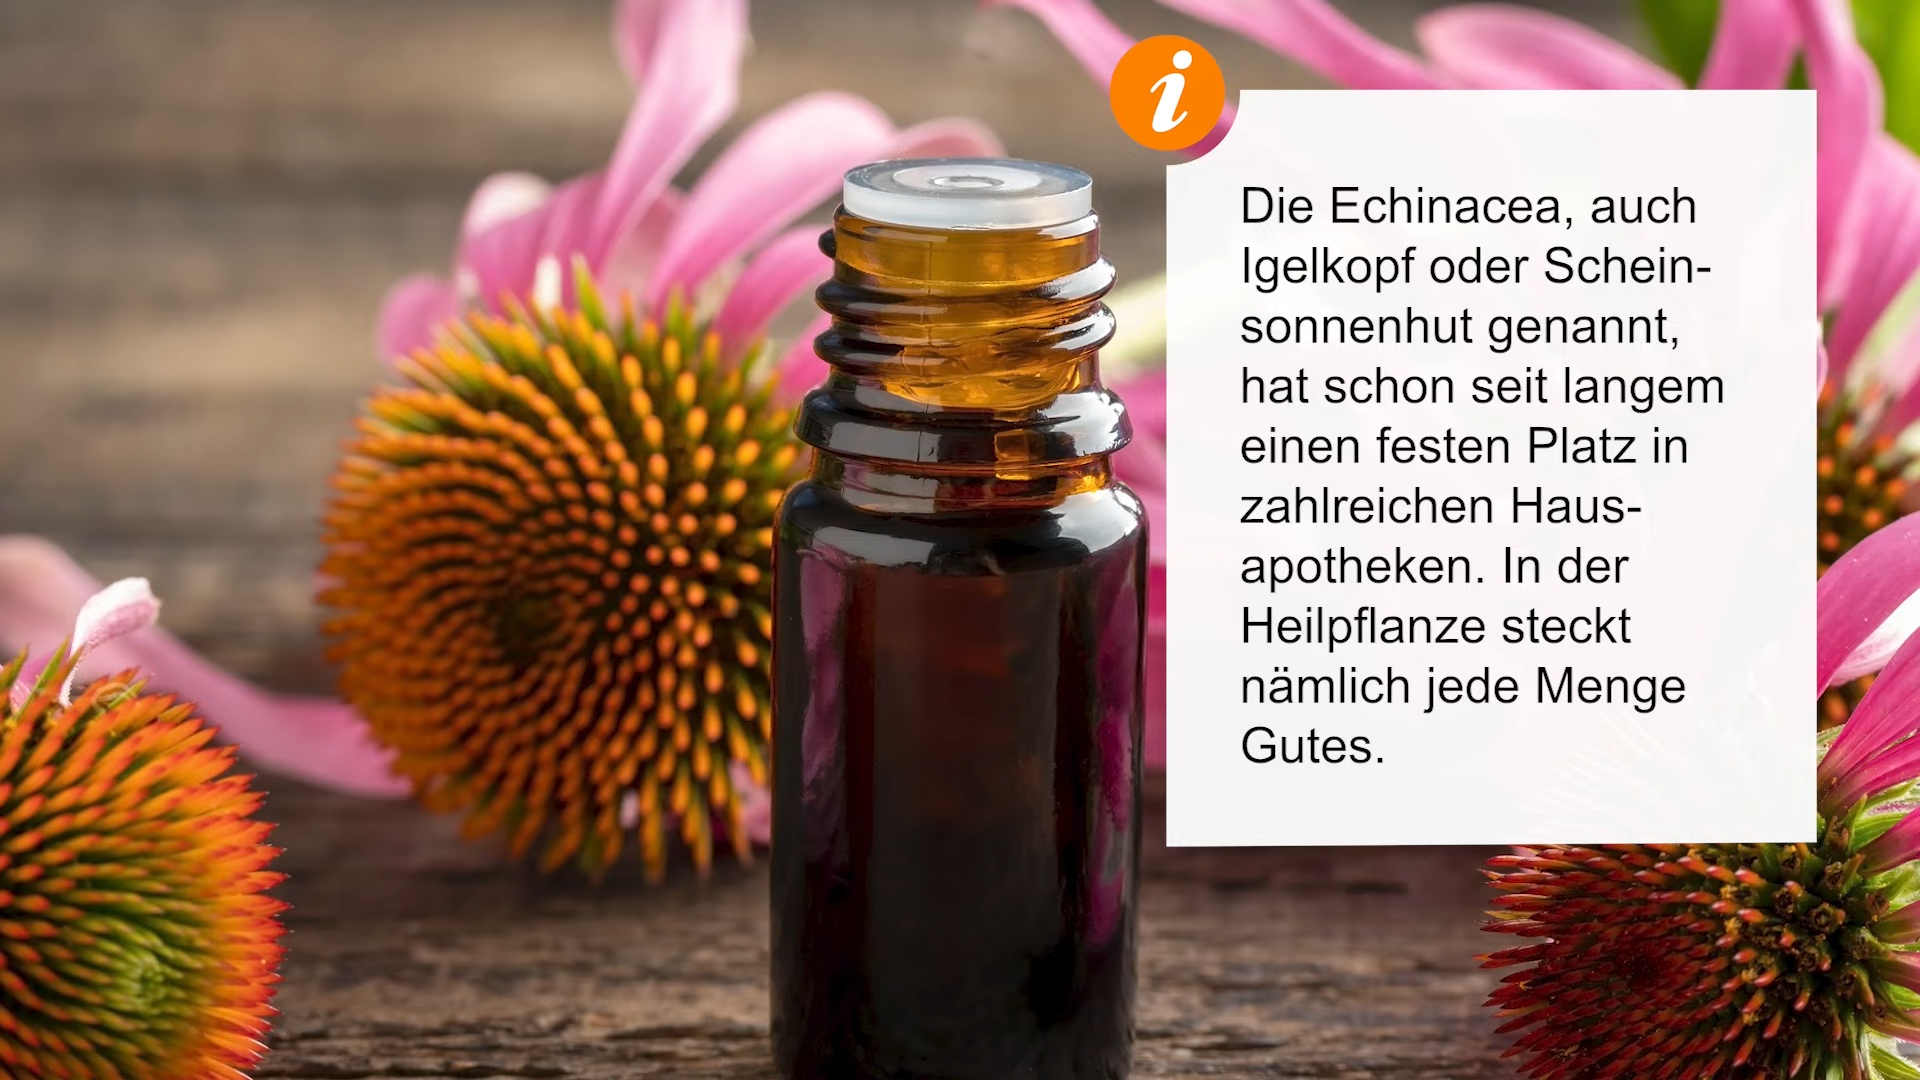 i
Die Echinacea, auch
Igelkopf oder Schein-
sonnenhut genannt,
hat schon seit langem
einen festen Platz in
zahlreichen Haus-
apotheken. In der
Heilpflanze steckt
nämlich jede Menge
Gutes.